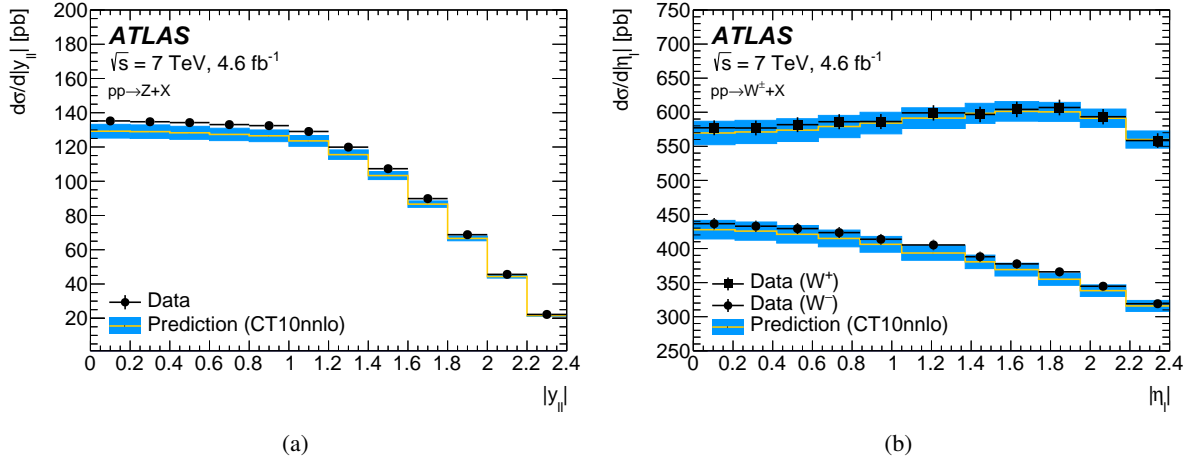 dσ/d|y_ll| [pb]
200
180
160
140
120
100
80
60
40
20
ATLAS
√s = 7 TeV, 4.6 fb⁻¹
pp→Z+X
Data
Prediction (CT10nnlo)
0 0.2 0.4 0.6 0.8 1 1.2 1.4 1.6 1.8 2 2.2 2.4
|y_ll|
(a)
dσ/d|η_l| [pb]
750
700
650
600
550
500
450
400
350
300
250
ATLAS
√s = 7 TeV, 4.6 fb⁻¹
pp→W±+X
Data (W⁺)
Data (W⁻)
Prediction (CT10nnlo)
0 0.2 0.4 0.6 0.8 1 1.2 1.4 1.6 1.8 2 2.2 2.4
|η_l|
(b)